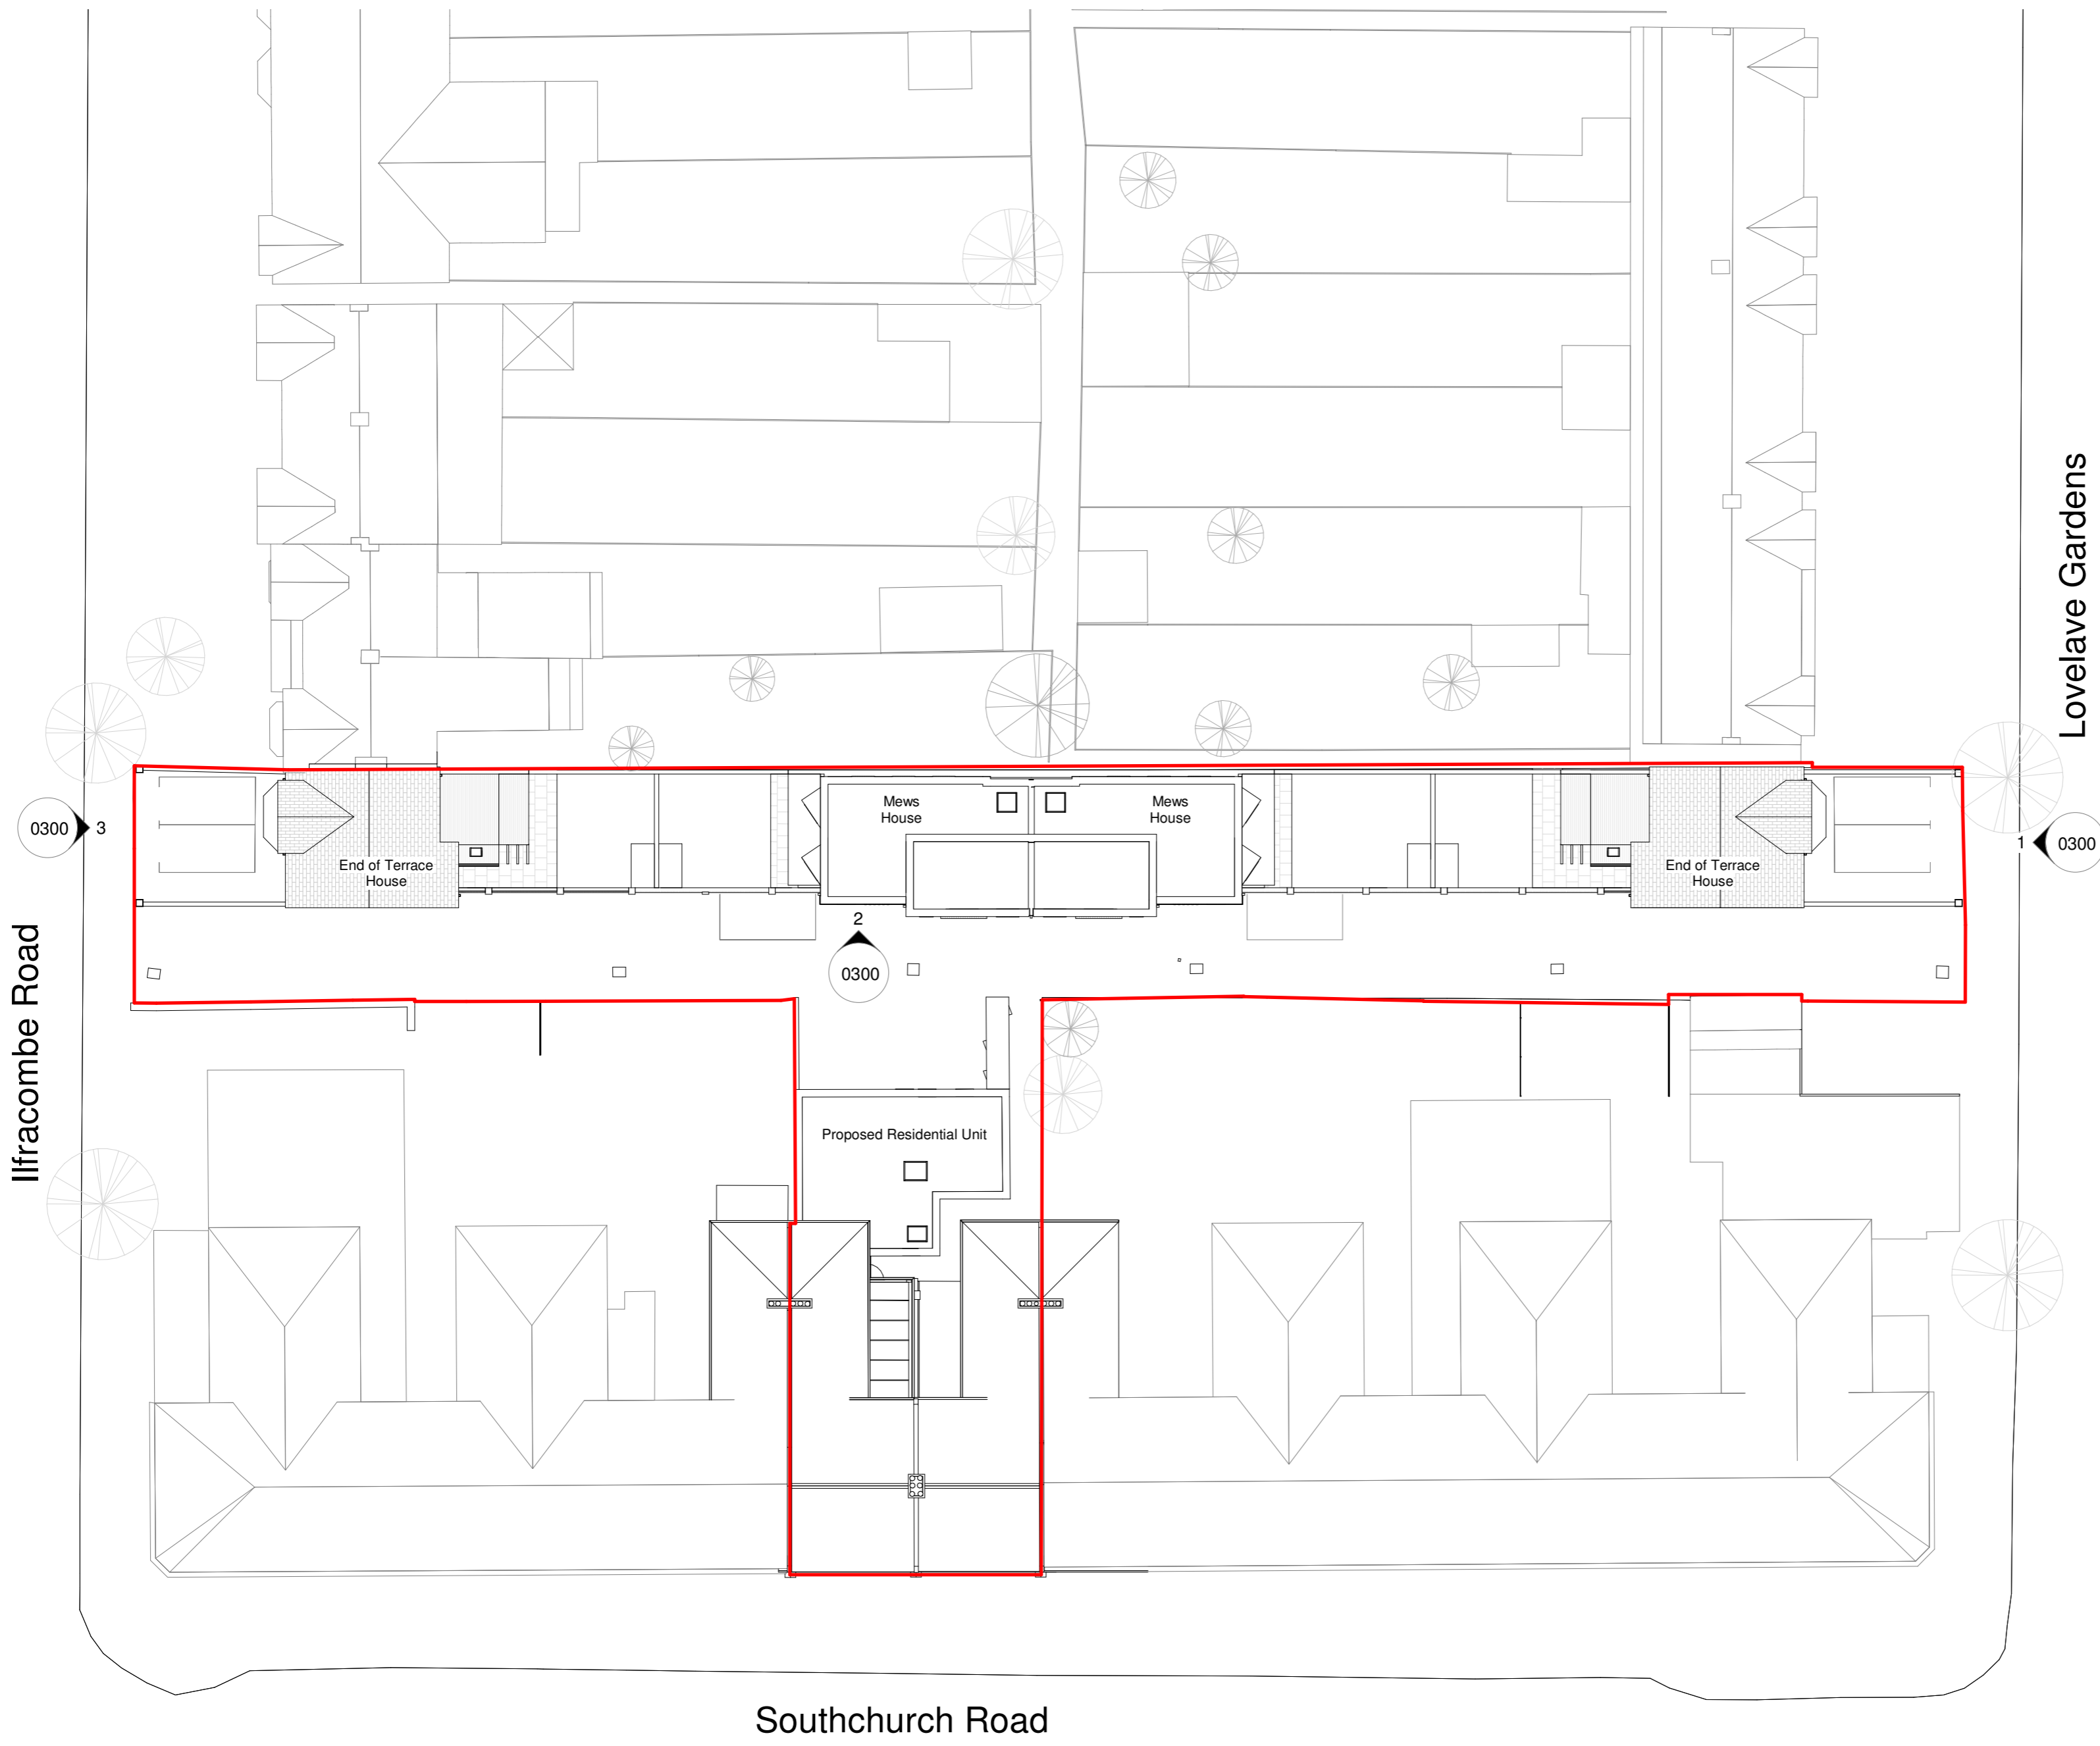 Lovelave Gardens
Mews
House
Mews
House
0300
3
End of Terrace
House
End of Terrace
House
1
0300
2
0300
Ilfracombe Road
Proposed Residential Unit
Southchurch Road